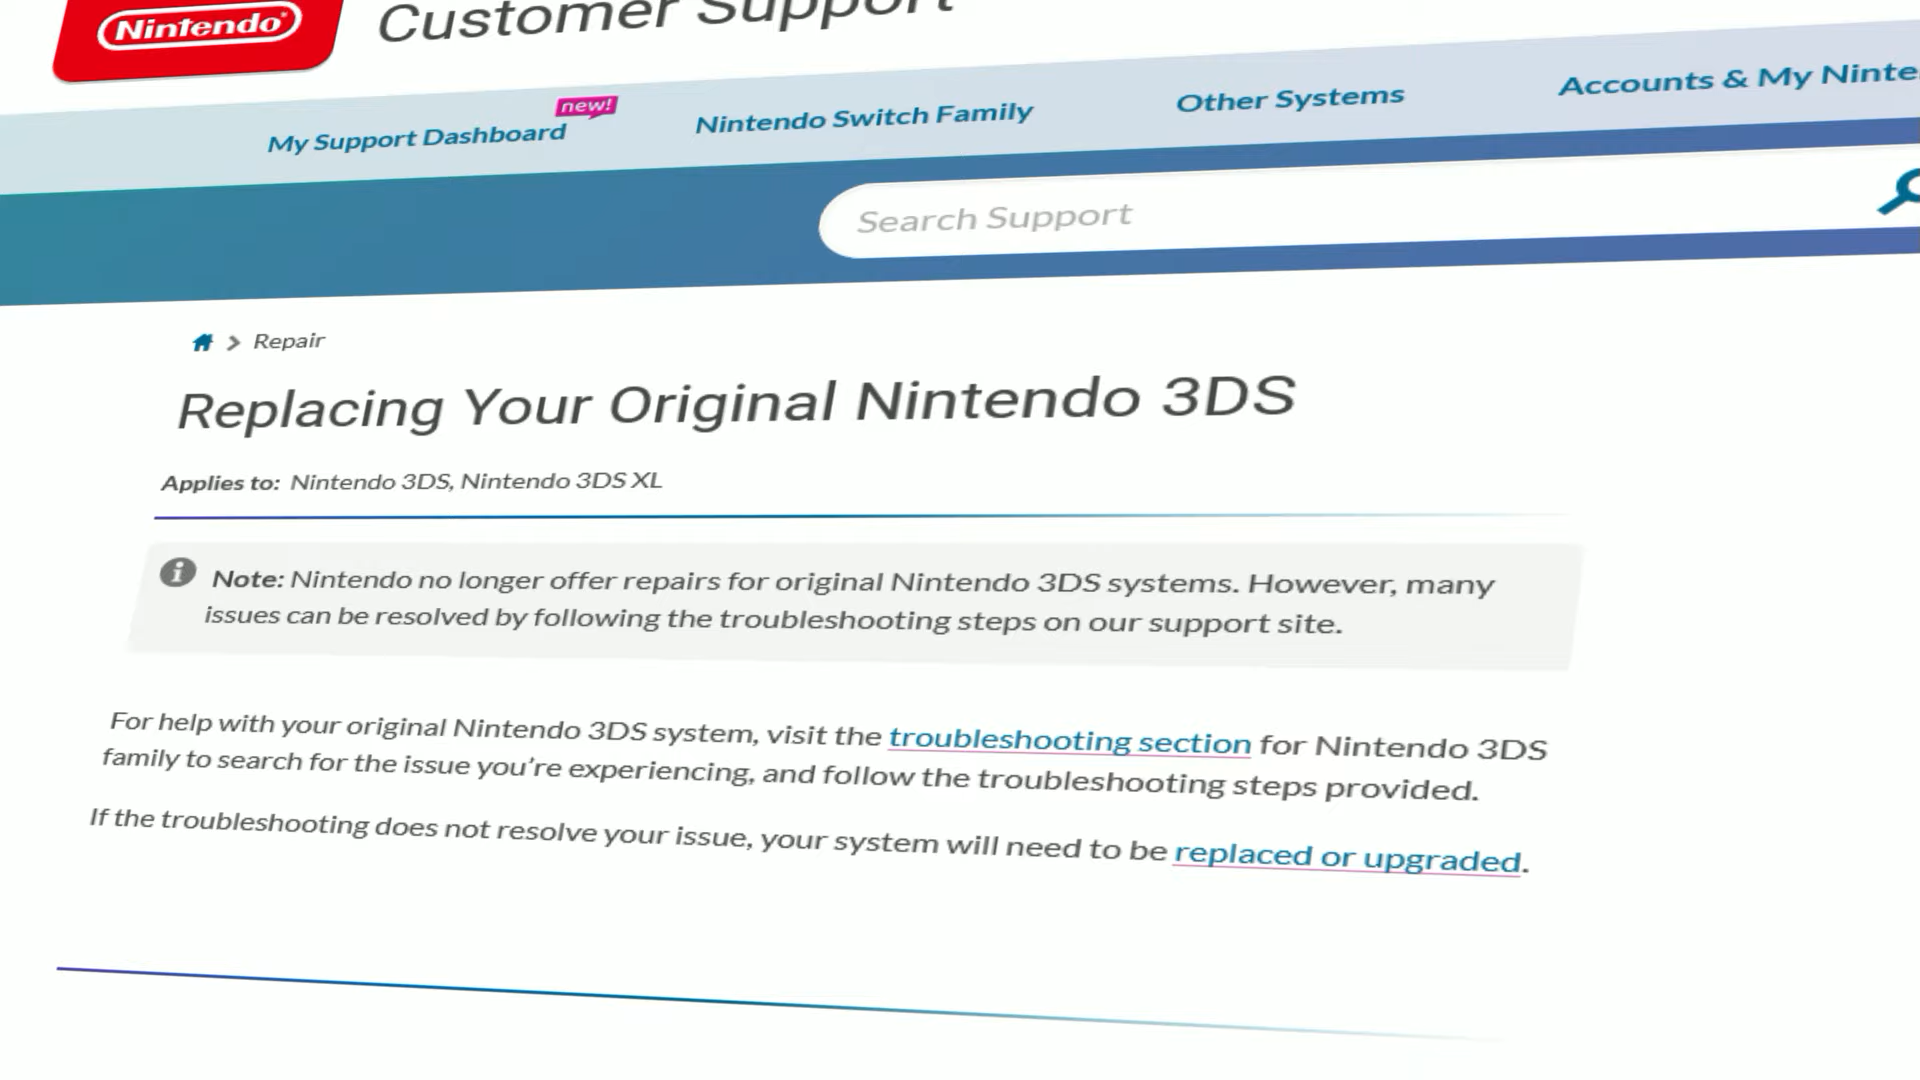 Nintendo
Customer Support
new!
My Support Dashboard
Nintendo Switch Family
Other Systems
Accounts & My Ninte
Search Support
Repair
Replacing Your Original Nintendo 3DS
Applies to: Nintendo 3DS, Nintendo 3DS XL
Note: Nintendo no longer offer repairs for original Nintendo 3DS systems. However, many
issues can be resolved by following the troubleshooting steps on our support site.
For help with your original Nintendo 3DS system, visit the troubleshooting section for Nintendo 3DS
family to search for the issue you're experiencing, and follow the troubleshooting steps provided.
If the troubleshooting does not resolve your issue, your system will need to be replaced or upgraded.